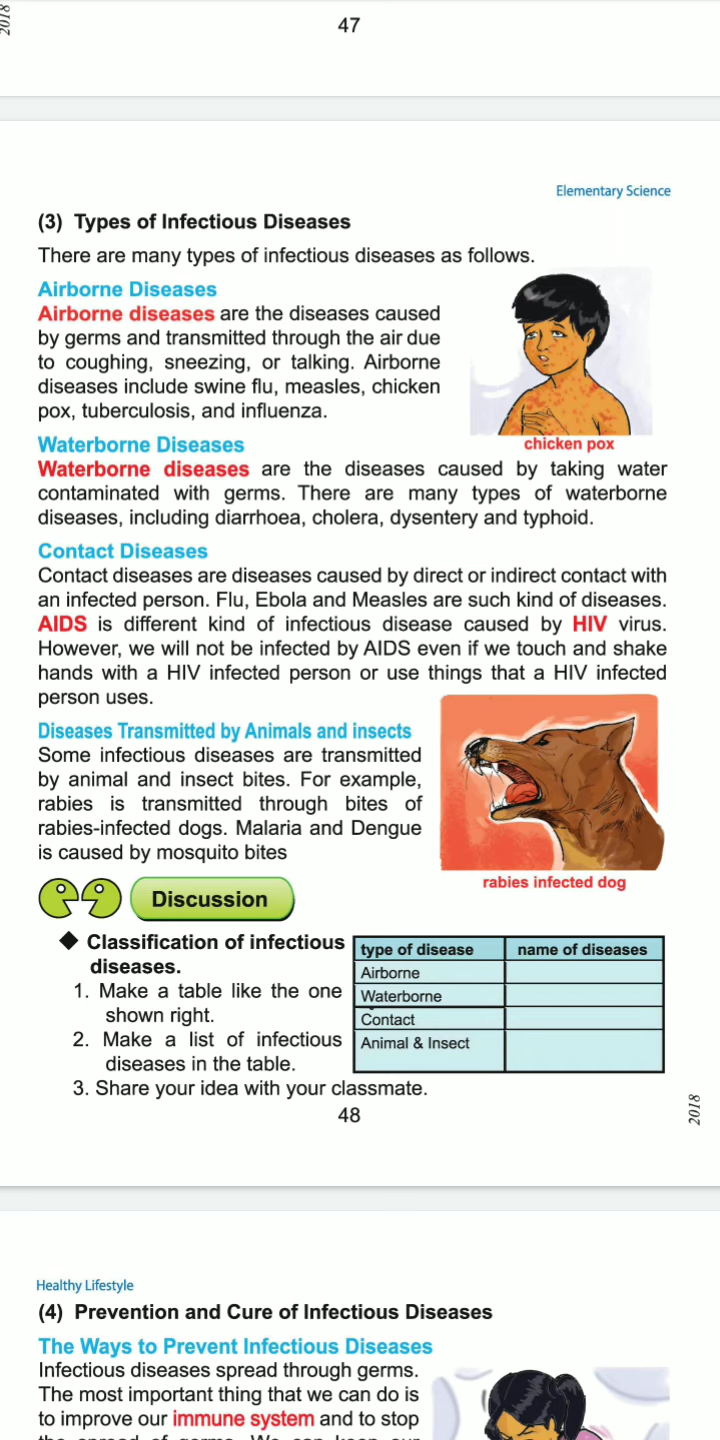 2018
47
Elementary Science
(3) Types of Infectious Diseases
There are many types of infectious diseases as follows.
Airborne Diseases
Airborne diseases are the diseases caused
by germs and transmitted through the air due
to coughing, sneezing, or talking. Airborne
diseases include swine flu, measles, chicken
pox, tuberculosis, and influenza.
chicken pox
Waterborne Diseases
Waterborne diseases are the diseases caused by taking water
contaminated with germs. There are many types of waterborne
diseases, including diarrhoea, cholera, dysentery and typhoid.
Contact Diseases
Contact diseases are diseases caused by direct or indirect contact with
an infected person. Flu, Ebola and Measles are such kind of diseases.
AIDS is different kind of infectious disease caused by HIV virus.
However, we will not be infected by AIDS even if we touch and shake
hands with a HIV infected person or use things that a HIV infected
person uses.
Diseases Transmitted by Animals and insects
Some infectious diseases are transmitted
by animal and insect bites. For example,
rabies is transmitted through bites of
rabies-infected dogs. Malaria and Dengue
is caused by mosquito bites
rabies infected dog
Discussion
◆ Classification of infectious
diseases.
1. Make a table like the one
shown right.
2. Make a list of infectious
diseases in the table.
3. Share your idea with your classmate.
type of disease name of diseases
Airborne
Waterborne
Contact
Animal & Insect
48
2018
Healthy Lifestyle
(4) Prevention and Cure of Infectious Diseases
The Ways to Prevent Infectious Diseases
Infectious diseases spread through germs.
The most important thing that we can do is
to improve our immune system and to stop